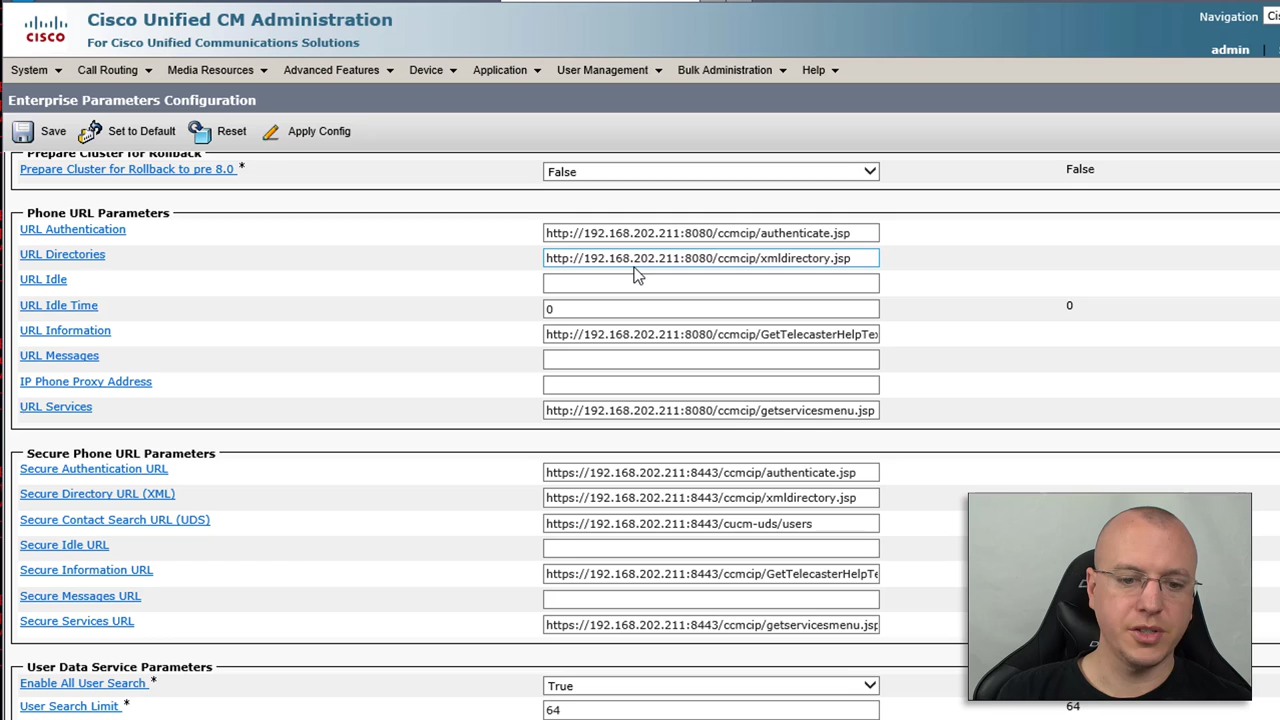 Cisco Unified CM Administration
CISCO
For Cisco Unified Communications Solutions
Navigation
admin |
System Call Routing Media Resources Advanced Features Device Application User Management Bulk Administration Help
Enterprise Parameters Configuration
Save Set to Default Reset Apply Config
Prepare Cluster for Rollback
Prepare Cluster for Rollback to pre 8.0 * False False
Phone URL Parameters
URL Authentication http://192.168.202.211:8080/ccmcip/authenticate.jsp
URL Directories http://192.168.202.211:8080/ccmcip/xmldirectory.jsp
URL Idle
URL Idle Time 0 0
URL Information http://192.168.202.211:8080/ccmcip/GetTelecasterHelpTex
URL Messages
IP Phone Proxy Address
URL Services http://192.168.202.211:8080/ccmcip/getservicesmenu.jsp
Secure Phone URL Parameters
Secure Authentication URL https://192.168.202.211:8443/ccmcip/authenticate.jsp
Secure Directory URL (XML) https://192.168.202.211:8443/ccmcip/xmldirectory.jsp
Secure Contact Search URL (UDS) https://192.168.202.211:8443/cucm-uds/users
Secure Idle URL
Secure Information URL https://192.168.202.211:8443/ccmcip/GetTelecasterHelpTe
Secure Messages URL
Secure Services URL https://192.168.202.211:8443/ccmcip/getservicesmenu.jsp
User Data Service Parameters
Enable All User Search * True
User Search Limit * 64 64